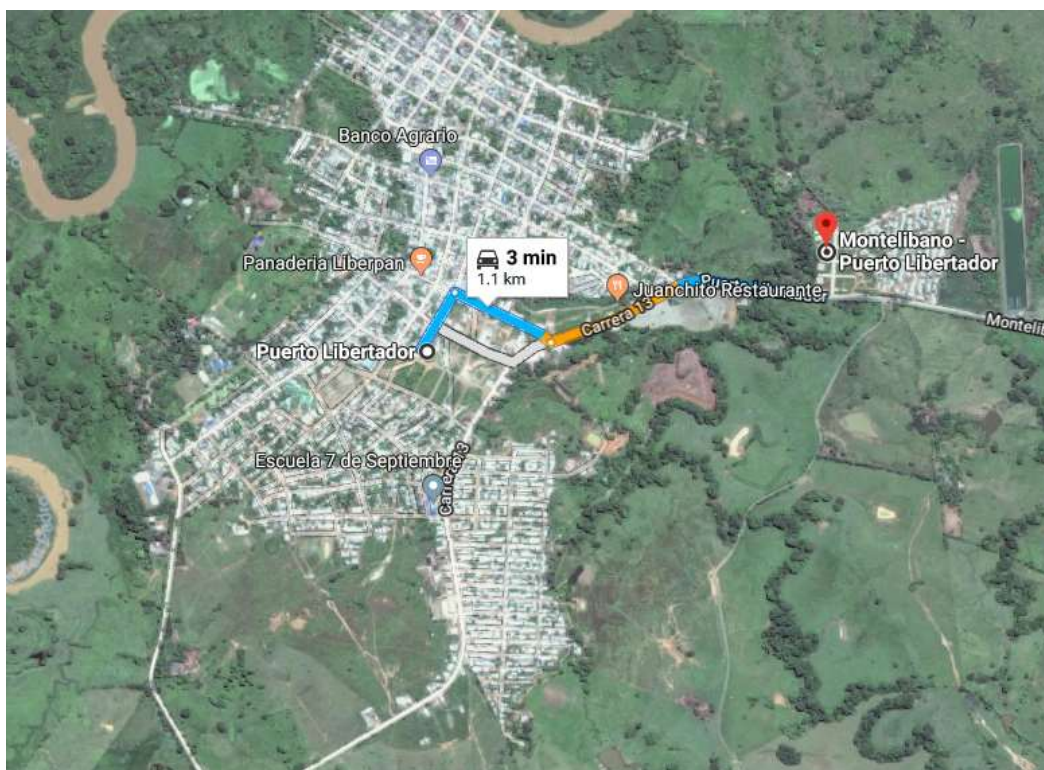 Banco Agrario
Panaderia Liberpan
3 min
1.1 km
Montelibano -
Puerto Libertador
Juanchito Restaurante
Carrera 13
Puerto Libertador
Escuela 7 de Septiembre
Carrera 13